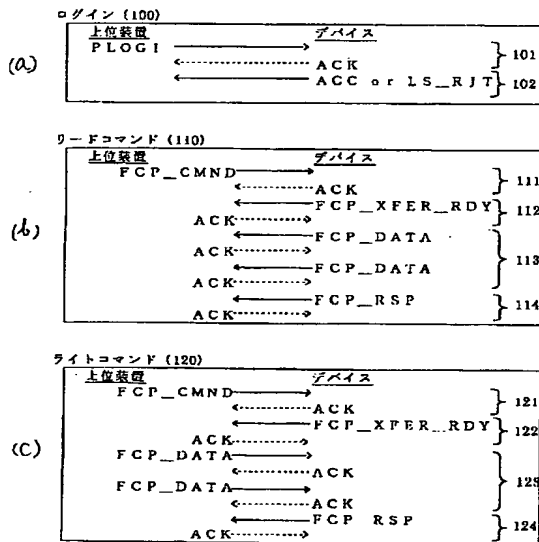 ログイン (100)
上位装置 デバイス
PLOGI
ACK
101
ACC or LS_RJT
102
(a)
リードコマンド (110)
上位装置 デバイス
FCP_CMND
ACK
111
FCP_XFER_RDY
112
ACK
(b)
FCP_DATA
ACK
113
FCP_DATA
ACK
FCP_RSP
114
ACK
ライトコマンド (120)
上位装置 デバイス
FCP_CMND
ACK
121
FCP_XFER_RDY
122
ACK
(c)
FCP_DATA
ACK
123
FCP_DATA
ACK
FCP_RSP
124
ACK